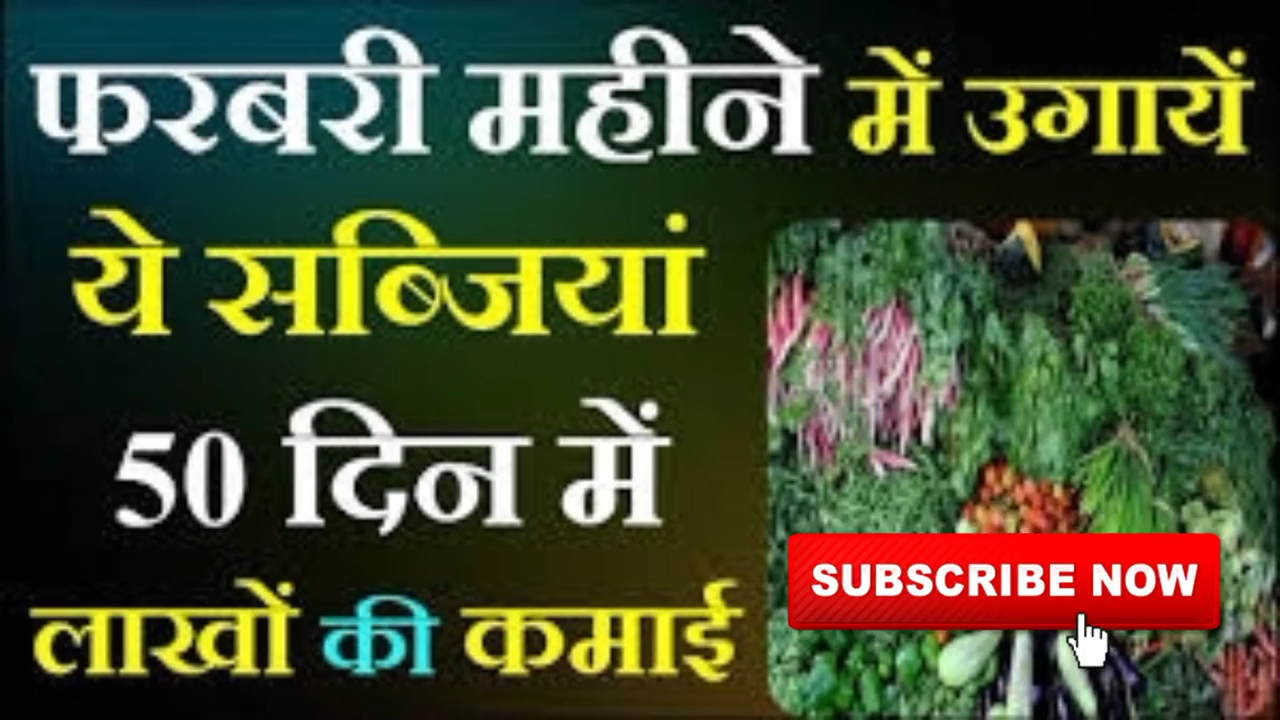 फरबरी महीने में उगायें
ये सब्जियां
50 दिन में
लाखों की कमाई
SUBSCRIBE NOW